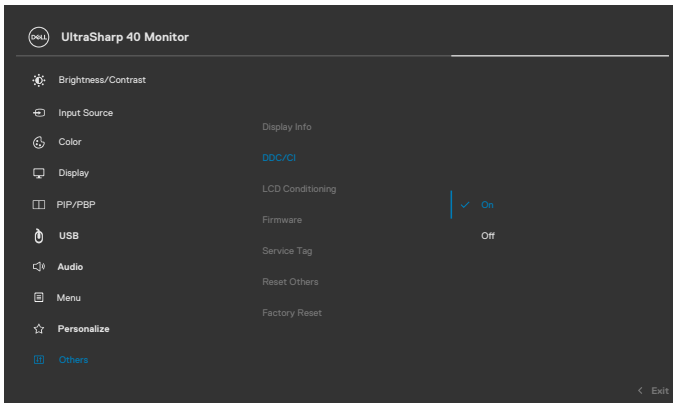 DELL UltraSharp 40 Monitor
Brightness/Contrast
Input Source
Color
Display
PIP/PBP
USB
Audio
Menu
Personalize
Others
Display Info
DDC/CI
LCD Conditioning
Firmware
Service Tag
Reset Others
Factory Reset
On
Off
Exit